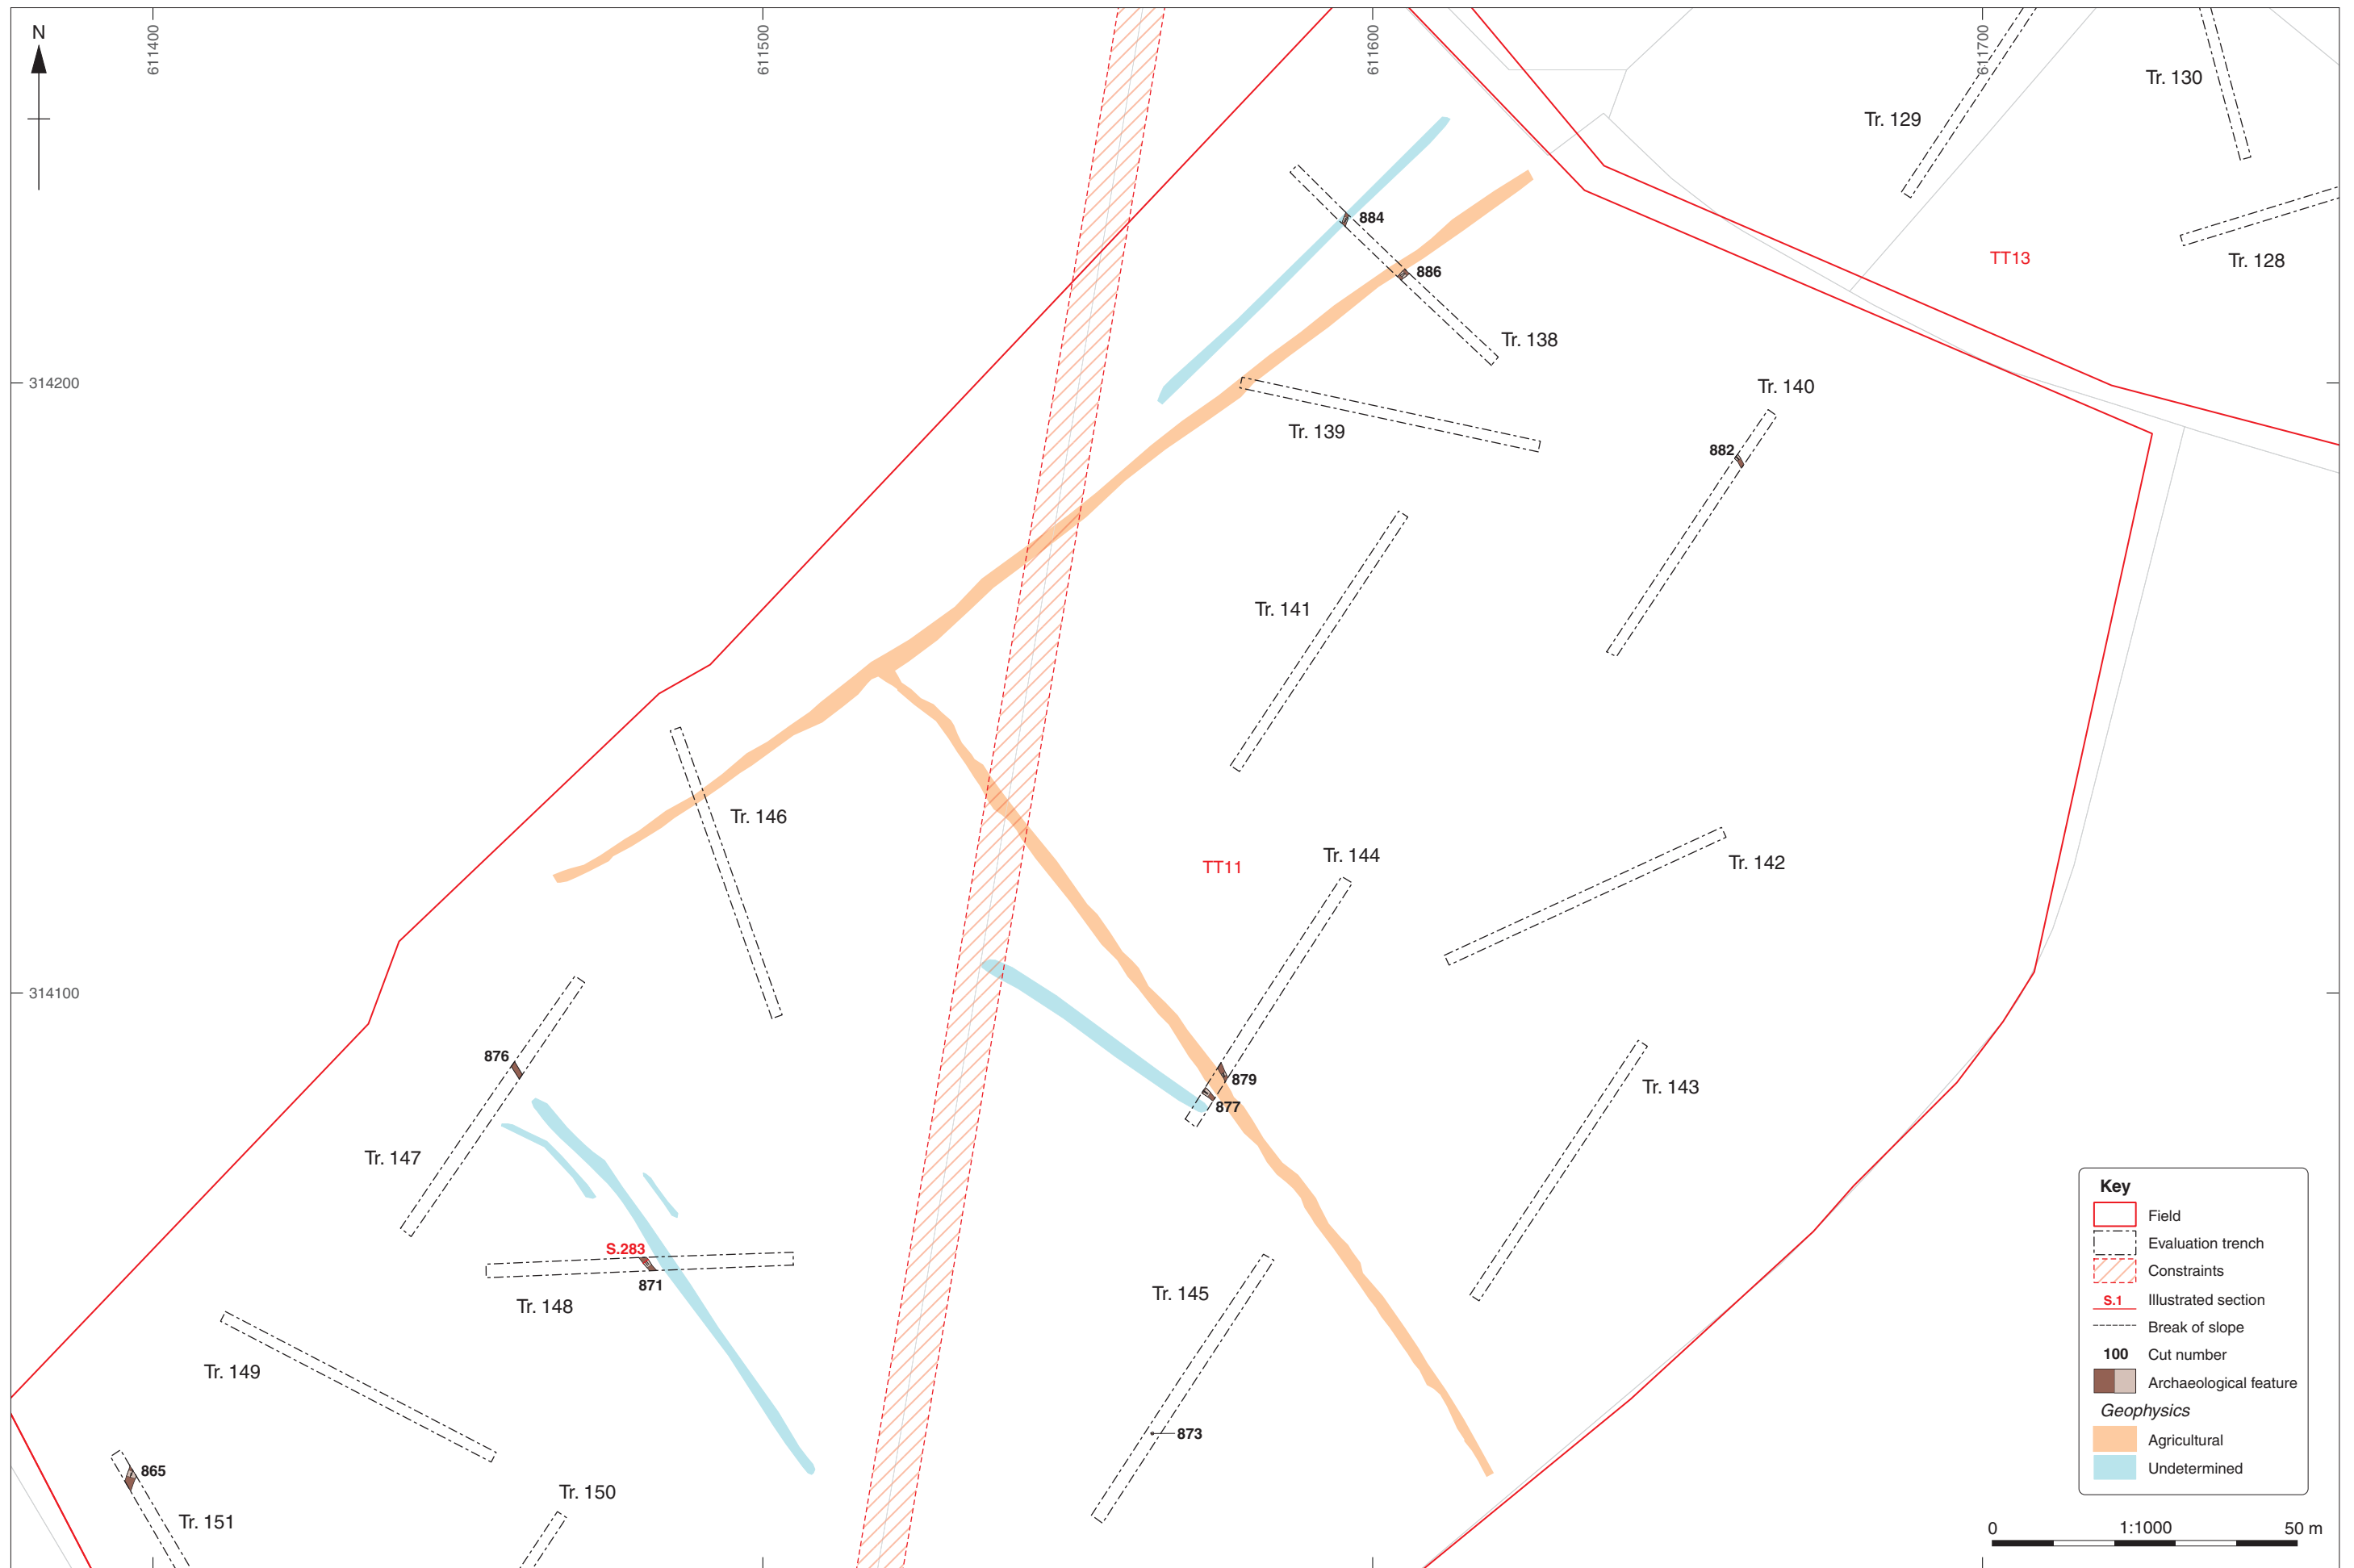 N
611400
611500
611600
611700
Tr. 130
Tr. 129
884
TT13
Tr. 128
886
Tr. 138
314200
Tr. 140
Tr. 139
882
Tr. 141
Tr. 146
Tr. 144
TT11
Tr. 142
314100
876
879
Tr. 143
877
Tr. 147
S.283
871
Tr. 145
Tr. 148
Tr. 149
873
865
Tr. 150
Tr. 151
Key
Field
Evaluation trench
Constraints
S.1 Illustrated section
Break of slope
100 Cut number
Archaeological feature
Geophysics
Agricultural
Undetermined
0 1:1000 50 m